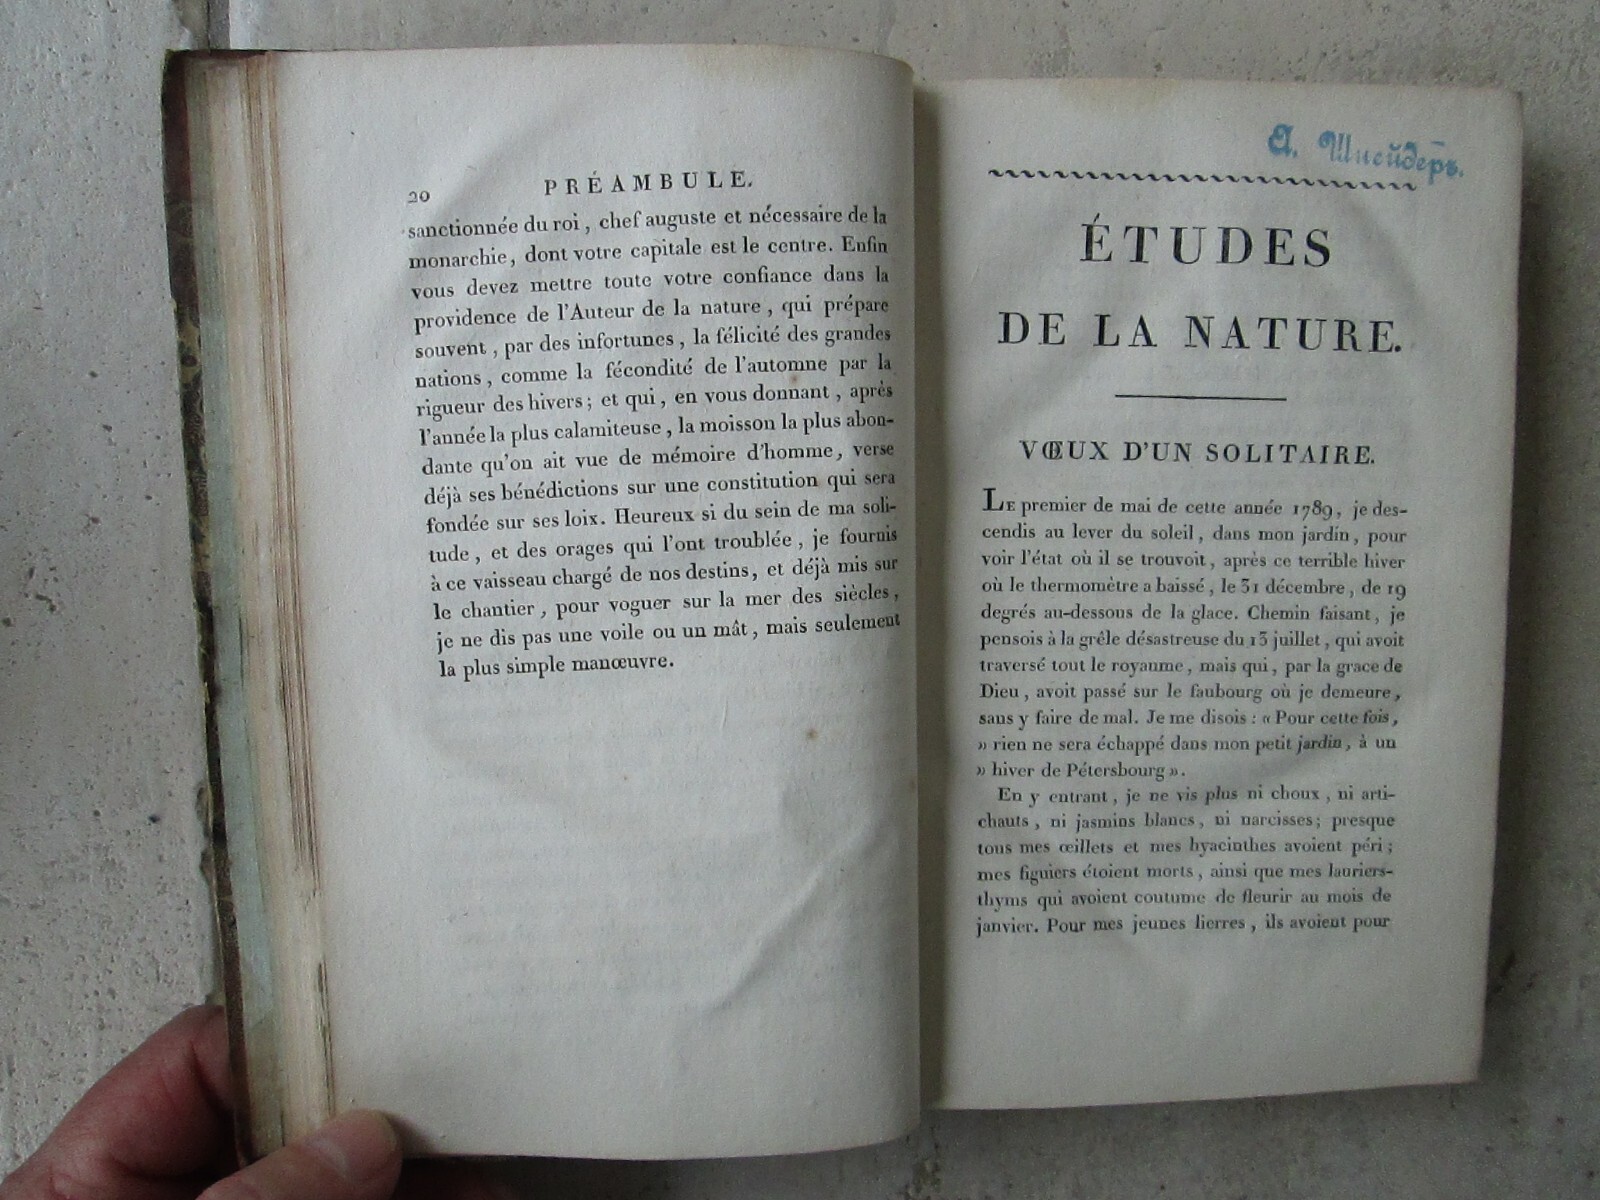 20 PRÉAMBULE.
sanctionnée du roi, chef auguste et nécessaire de la
monarchie, dont votre capitale est le centre. Enfin
vous devez mettre toute votre confiance dans la
providence de l'Auteur de la nature, qui prépare
souvent, par des infortunes, la félicité des grandes
nations, comme la fécondité de l'automne par la
rigueur des hivers; et qui, en vous donnant, après
l'année la plus calamiteuse, la moisson la plus abon-
dante qu'on ait vue de mémoire d'homme, verse
déjà ses bénédictions sur une constitution qui sera
fondée sur ses loix. Heureux si du sein de ma soli-
tude, et des orages qui l'ont troublée, je fournis
à ce vaisseau chargé de nos destins, et déjà mis sur
le chantier, pour voguer sur la mer des siècles,
je ne dis pas une voile ou un mât, mais seulement
la plus simple manœuvre.
А. Шнейдеръ.
ÉTUDES
DE LA NATURE.
VŒUX D'UN SOLITAIRE.
LE premier de mai de cette année 1789, je des-
cendis au lever du soleil, dans mon jardin, pour
voir l'état où il se trouvoit, après ce terrible hiver
où le thermomètre a baissé, le 31 décembre, de 19
degrés au-dessous de la glace. Chemin faisant, je
pensois à la grêle désastreuse du 13 juillet, qui avoit
traversé tout le royaume, mais qui, par la grace de
Dieu, avoit passé sur le faubourg où je demeure,
sans y faire de mal. Je me disois : « Pour cette fois,
» rien ne sera échappé dans mon petit jardin, à un
» hiver de Pétersbourg ».
En y entrant, je ne vis plus ni choux, ni arti-
chauts, ni jasmins blancs, ni narcisses; presque
tous mes œillets et mes hyacinthes avoient péri;
mes figuiers étoient morts, ainsi que mes lauriers-
thyms qui avoient coutume de fleurir au mois de
janvier. Pour mes jeunes lierres, ils avoient pour